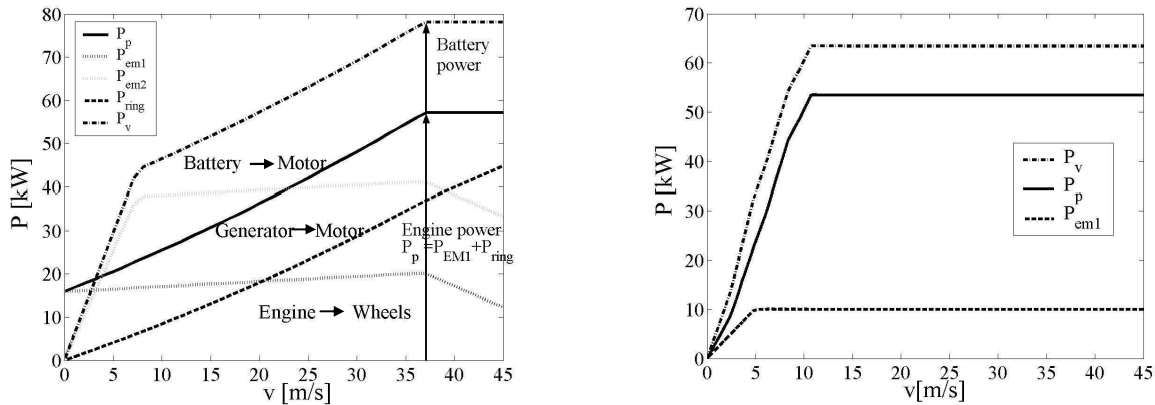 80
70
60
50
40
30
20
10
0
P [kW]
P_p
P_em1
P_em2
P_ring
P_v
Battery power
Battery → Motor
Generator → Motor
Engine power
P_p = P_EM1 + P_ring
Engine → Wheels
0 5 10 15 20 25 30 35 40 45
v [m/s]
70
60
50
40
30
20
10
0
P [kW]
P_v
P_p
P_em1
0 5 10 15 20 25 30 35 40 45
v[m/s]